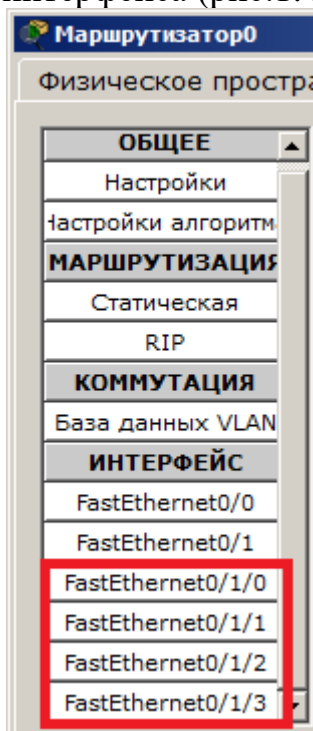 Маршрутизатор0
Физическое простра
ОБЩЕЕ
Настройки
Настройки алгоритм
МАРШРУТИЗАЦИЯ
Статическая
RIP
КОММУТАЦИЯ
База данных VLAN
ИНТЕРФЕЙС
FastEthernet0/0
FastEthernet0/1
FastEthernet0/1/0
FastEthernet0/1/1
FastEthernet0/1/2
FastEthernet0/1/3